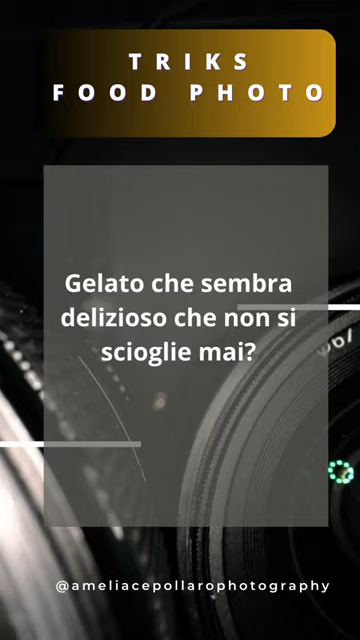 TRIKS
FOOD PHOTO
Gelato che sembra
delizioso che non si
scioglie mai?
@ameliacepollarophotography